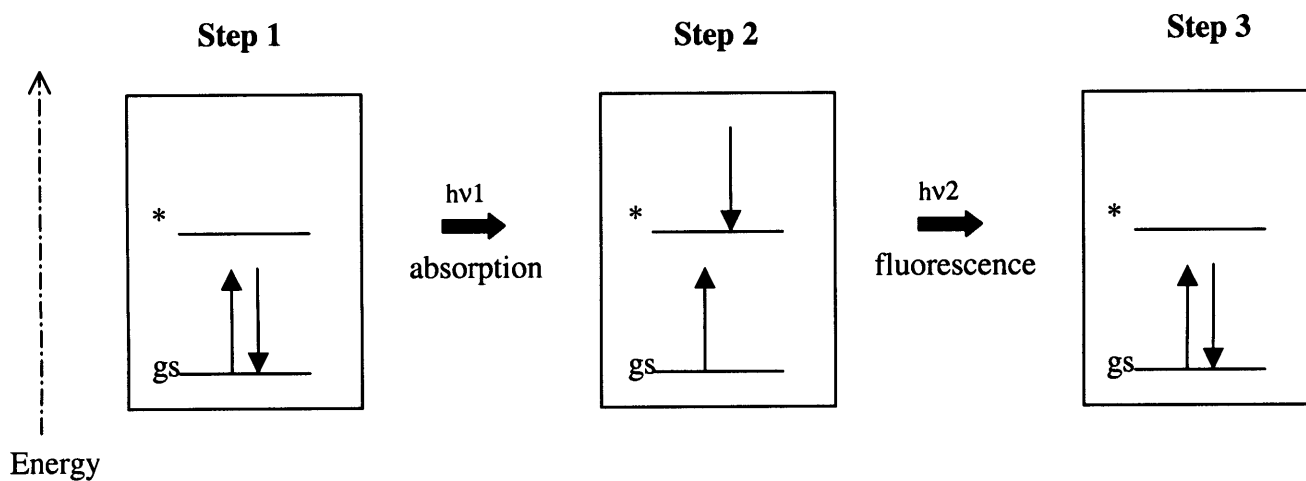 Step 1
Step 2
Step 3
hν1
hν2
*
*
*
absorption
fluorescence
gs
gs
gs
Energy